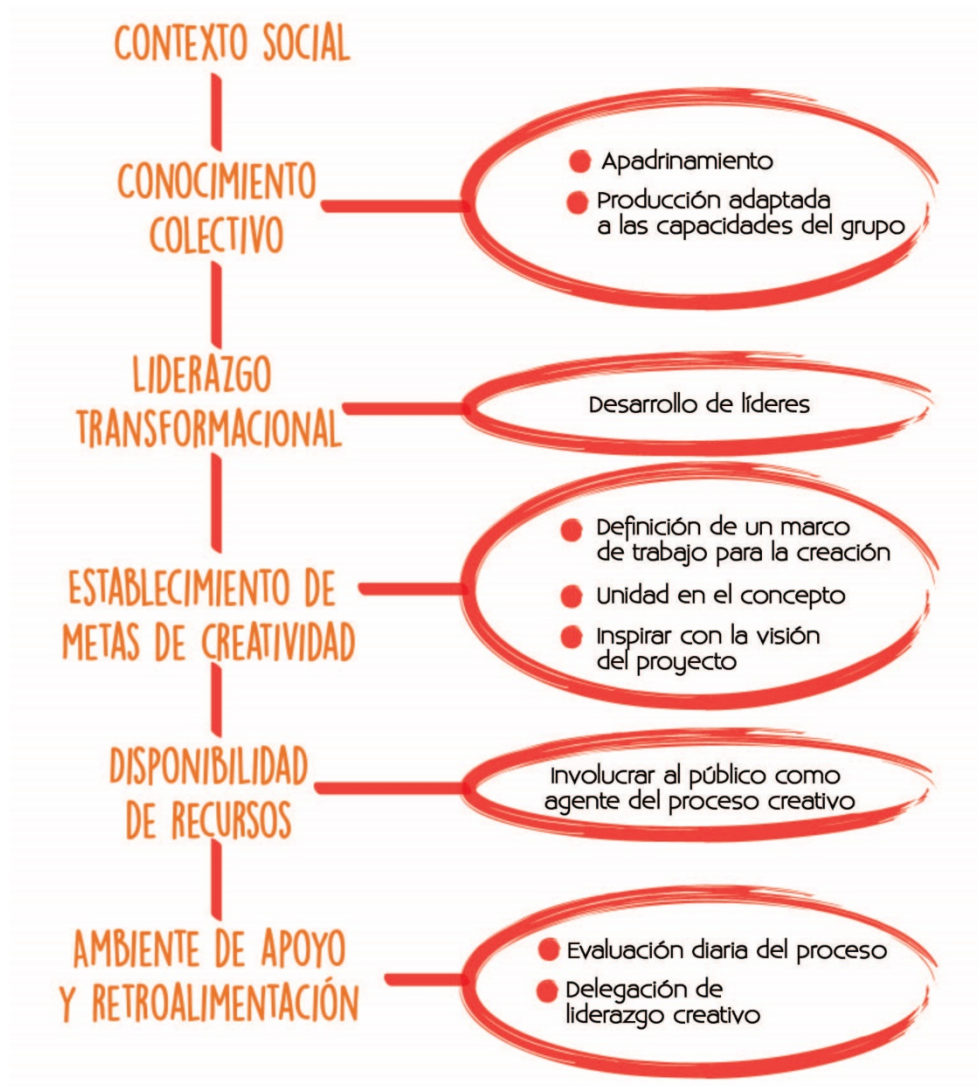 CONTEXTO SOCIAL
CONOCIMIENTO
COLECTIVO
Apadrinamiento
Producción adaptada
a las capacidades del grupo
LIDERAZGO
TRANSFORMACIONAL
Desarrollo de líderes
ESTABLECIMIENTO DE
METAS DE CREATIVIDAD
Definición de un marco
de trabajo para la creación
Unidad en el concepto
Inspirar con la visión
del proyecto
DISPONIBILIDAD
DE RECURSOS
Involucrar al público como
agente del proceso creativo
AMBIENTE DE APOYO
Y RETROALIMENTACIÓN
Evaluación diaria del proceso
Delegación de
liderazgo creativo